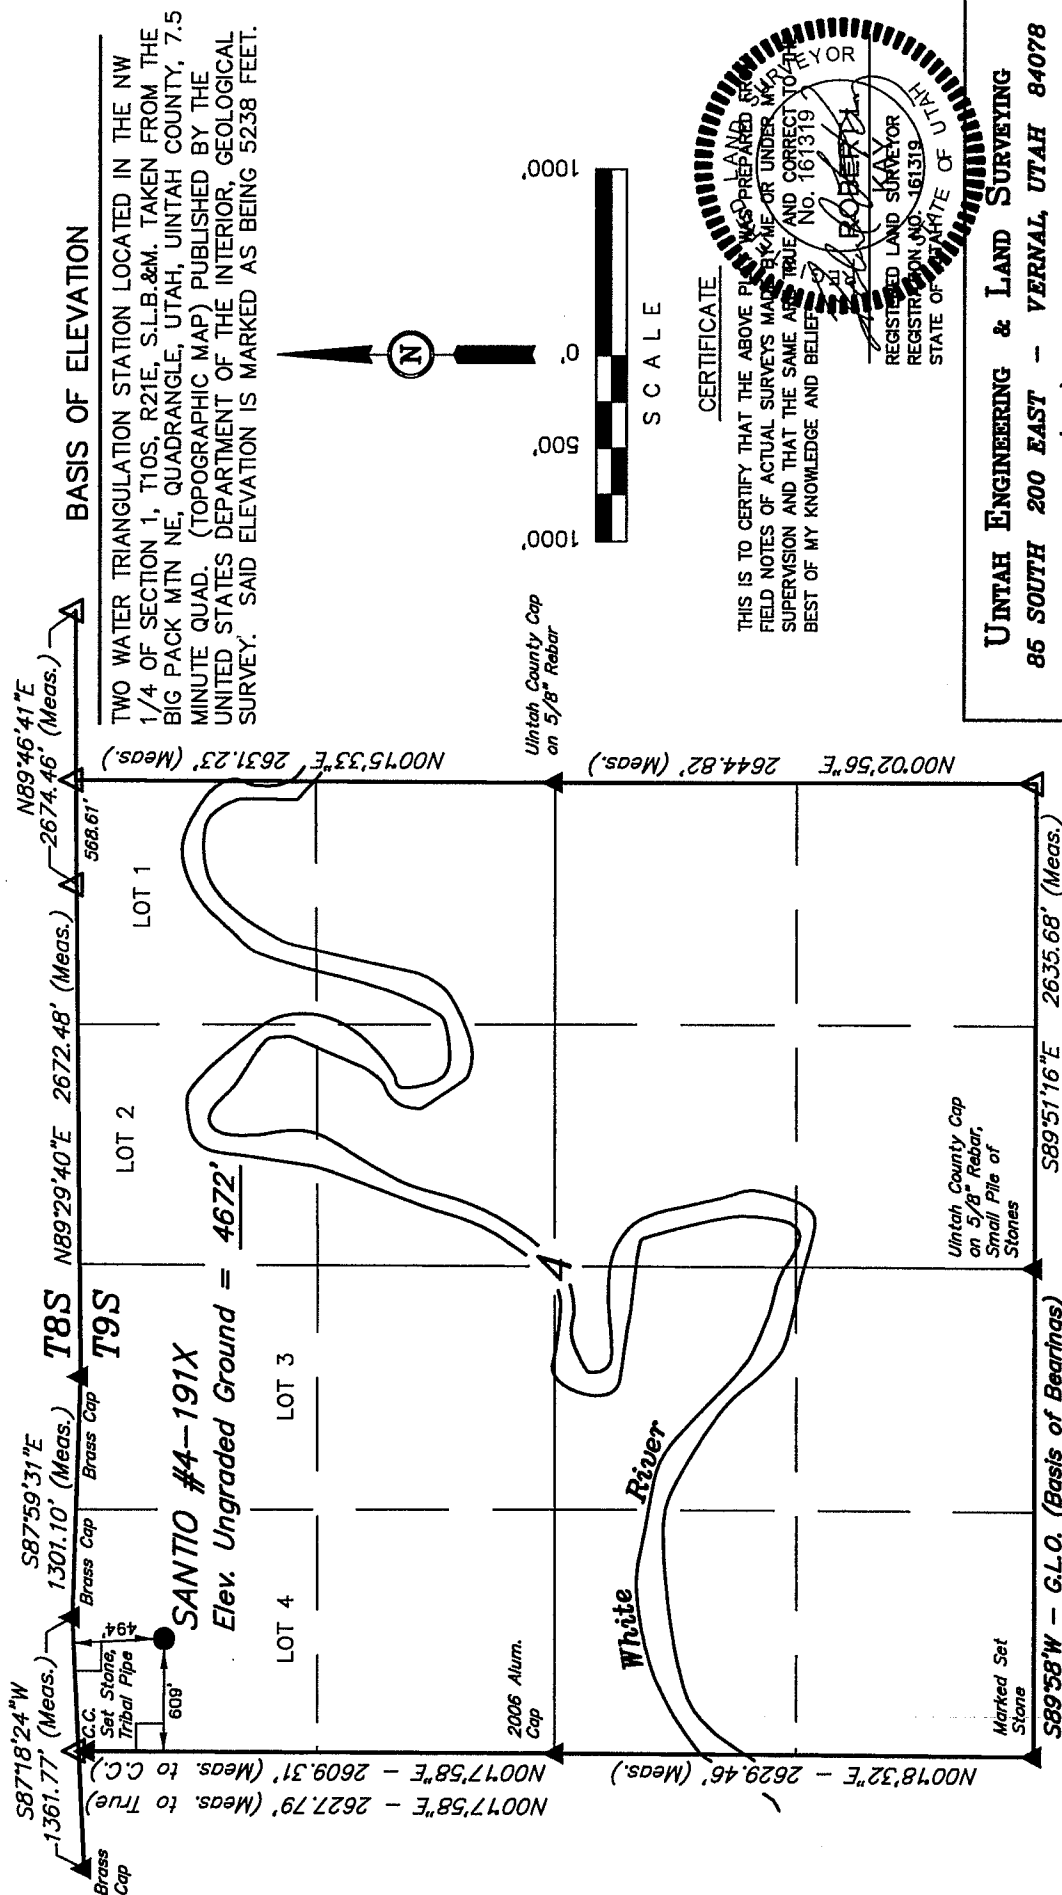 S87°18'24"W
1361.77' (Meas.)
S87°59'31"E
1301.10' (Meas.)
N89°29'40"E 2672.48' (Meas.)
N89°46'41"E
2674.46' (Meas.)
568.61'
Brass
Cap
Brass Cap
Brass Cap
T8S
T9S
C.C.
Set Stone,
Tribal Pipe
494'
609'
SANTIO #4-191X
Elev. Ungraded Ground = 4672'
LOT 4
LOT 3
LOT 2
LOT 1
N00°17'58"E - 2627.79' (Meas. to True)
N00°17'58"E - 2609.31' (Meas. to C.C.)
N00°15'33"E 2631.23' (Meas.)
2006 Alum.
Cap
4
Uintah County Cap
on 5/8" Rebar
N00°18'32"E - 2629.46' (Meas.)
White River
N00°02'56"E 2644.82' (Meas.)
Marked Set
Stone
Uintah County Cap
on 5/8" Rebar,
Small Pile of
Stones
S89°58'W - G.L.O. (Basis of Bearings)
S89°51'16"E 2635.68' (Meas.)
BASIS OF ELEVATION
TWO WATER TRIANGULATION STATION LOCATED IN THE NW
1/4 OF SECTION 1, T10S, R21E, S.L.B.&M. TAKEN FROM THE
BIG PACK MTN NE, QUADRANGLE, UTAH, UINTAH COUNTY, 7.5
MINUTE QUAD. (TOPOGRAPHIC MAP) PUBLISHED BY THE
UNITED STATES DEPARTMENT OF THE INTERIOR, GEOLOGICAL
SURVEY. SAID ELEVATION IS MARKED AS BEING 5238 FEET.
N
1000' 500' 0' 1000'
SCALE
CERTIFICATE
THIS IS TO CERTIFY THAT THE ABOVE WAS PREPARED FROM
FIELD NOTES OF ACTUAL SURVEYS MADE BY ME OR UNDER MY
SUPERVISION AND THAT THE SAME ARE TRUE AND CORRECT TO THE
BEST OF MY KNOWLEDGE AND BELIEF
LAND SURVEYOR
No. 161319
ROBERT L.
KAY
STATE OF UTAH
REGISTERED LAND SURVEYOR
REGISTRATION NO. 161319
STATE OF UTAH
UINTAH ENGINEERING & LAND SURVEYING
85 SOUTH 200 EAST - VERNAL, UTAH 84078